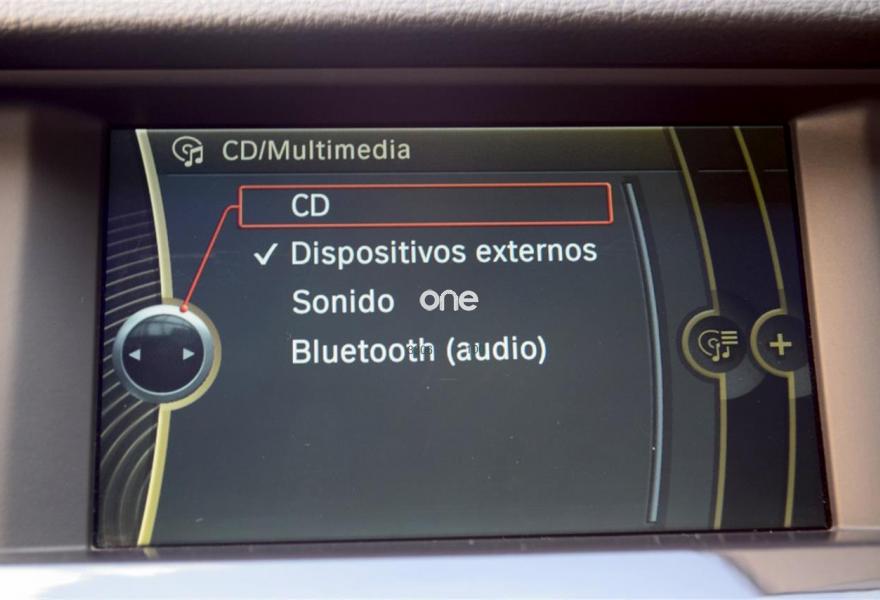 CD/Multimedia
CD
Dispositivos externos
Sonido
one
Bluetooth (audio)